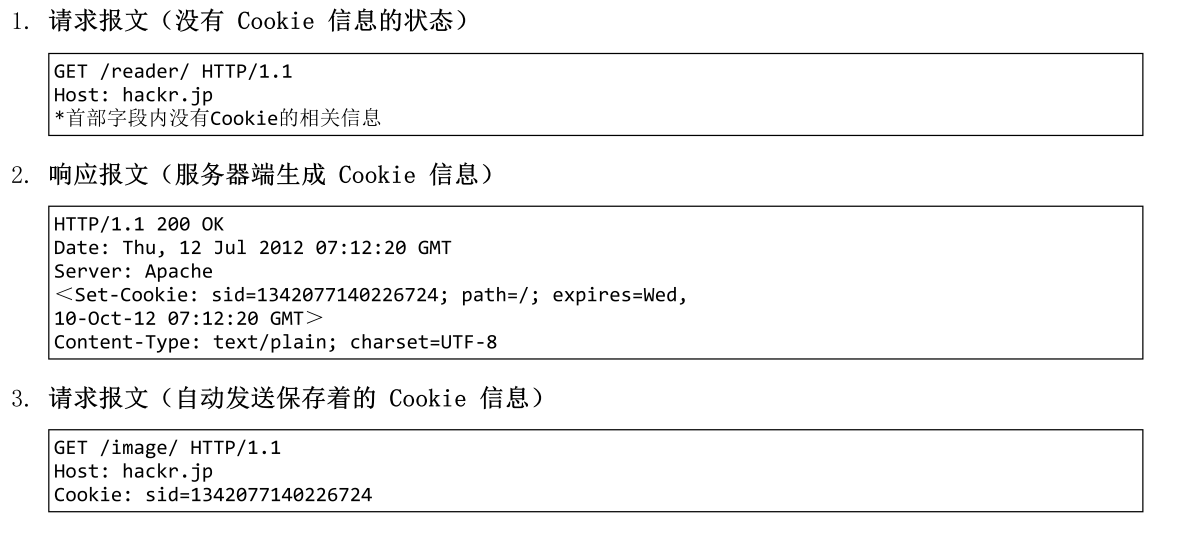 1. 请求报文（没有 Cookie 信息的状态）
GET /reader/ HTTP/1.1
Host: hackr.jp
*首部字段内没有Cookie的相关信息
2. 响应报文（服务器端生成 Cookie 信息）
HTTP/1.1 200 OK
Date: Thu, 12 Jul 2012 07:12:20 GMT
Server: Apache
＜Set-Cookie: sid=1342077140226724; path=/; expires=Wed,
10-Oct-12 07:12:20 GMT＞
Content-Type: text/plain; charset=UTF-8
3. 请求报文（自动发送保存着的 Cookie 信息）
GET /image/ HTTP/1.1
Host: hackr.jp
Cookie: sid=1342077140226724